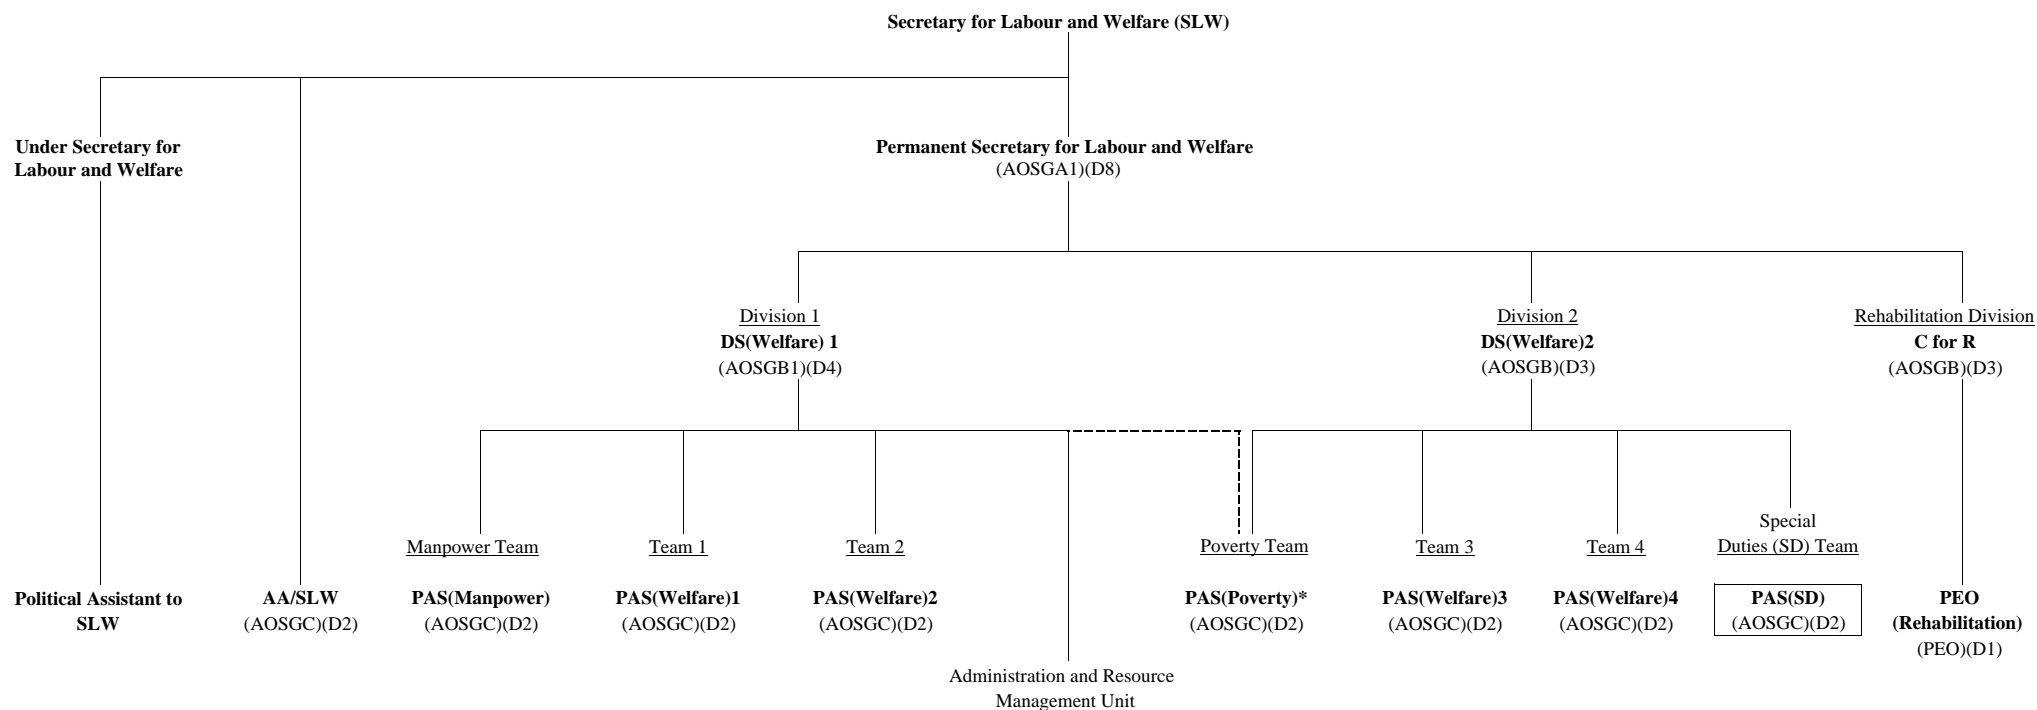 Secretary for Labour and Welfare (SLW)
Under Secretary for
Labour and Welfare
Permanent Secretary for Labour and Welfare
(AOSGA1)(D8)
Division 1
DS(Welfare) 1
(AOSGB1)(D4)
Division 2
DS(Welfare)2
(AOSGB)(D3)
Rehabilitation Division
C for R
(AOSGB)(D3)
Manpower Team
Team 1
Team 2
Poverty Team
Team 3
Team 4
Special
Duties (SD) Team
Political Assistant to
SLW
AA/SLW
(AOSGC)(D2)
PAS(Manpower)
(AOSGC)(D2)
PAS(Welfare)1
(AOSGC)(D2)
PAS(Welfare)2
(AOSGC)(D2)
PAS(Poverty)*
(AOSGC)(D2)
PAS(Welfare)3
(AOSGC)(D2)
PAS(Welfare)4
(AOSGC)(D2)
PAS(SD)
(AOSGC)(D2)
PEO
(Rehabilitation)
(PEO)(D1)
Administration and Resource
Management Unit